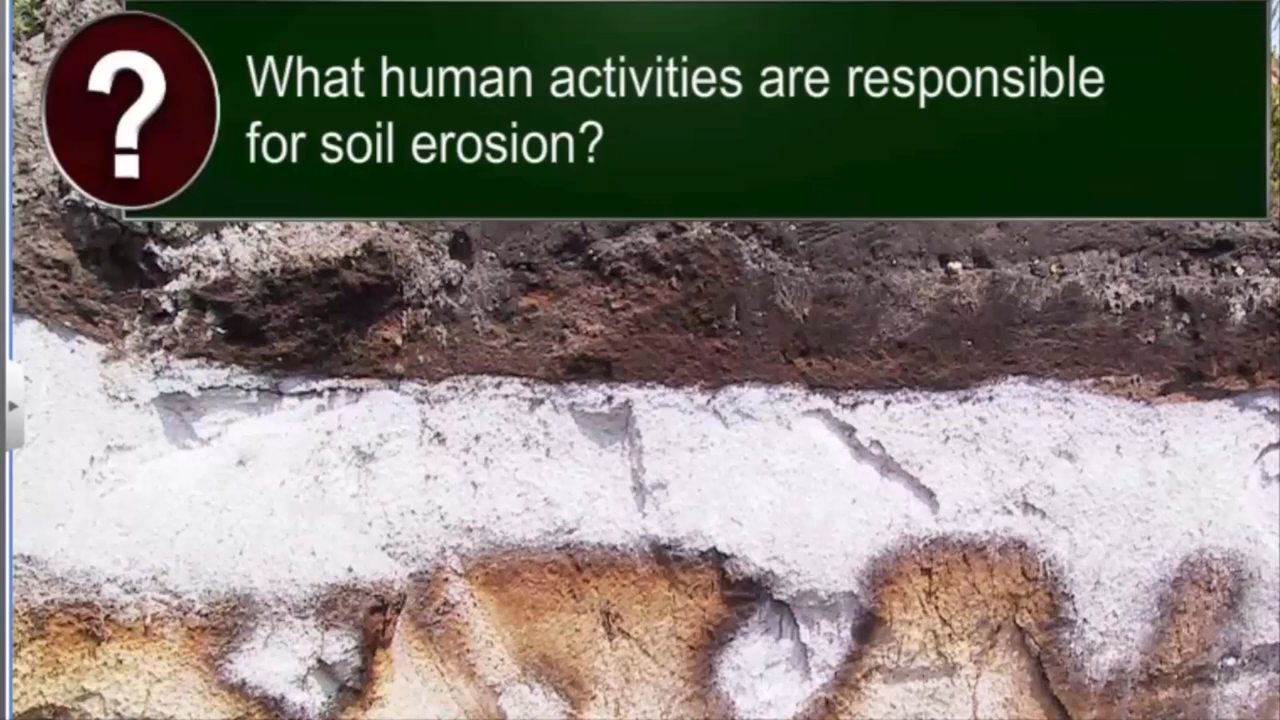 ?
What human activities are responsible
for soil erosion?